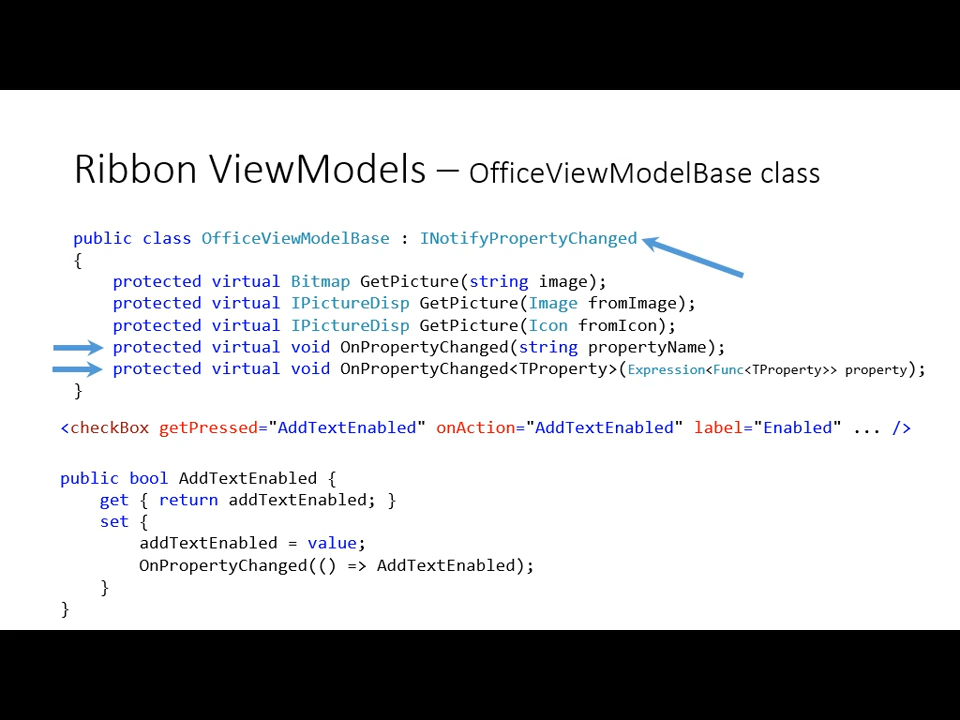 Ribbon ViewModels – OfficeViewModelBase class
public class OfficeViewModelBase : INotifyPropertyChanged
{
protected virtual Bitmap GetPicture(string image);
protected virtual IPictureDisp GetPicture(Image fromImage);
protected virtual IPictureDisp GetPicture(Icon fromIcon);
protected virtual void OnPropertyChanged(string propertyName);
protected virtual void OnPropertyChanged<TProperty>(Expression<Func<TProperty>> property);
}
<checkBox getPressed="AddTextEnabled" onAction="AddTextEnabled" label="Enabled" ... />
public bool AddTextEnabled {
get { return addTextEnabled; }
set {
addTextEnabled = value;
OnPropertyChanged(() => AddTextEnabled);
}
}